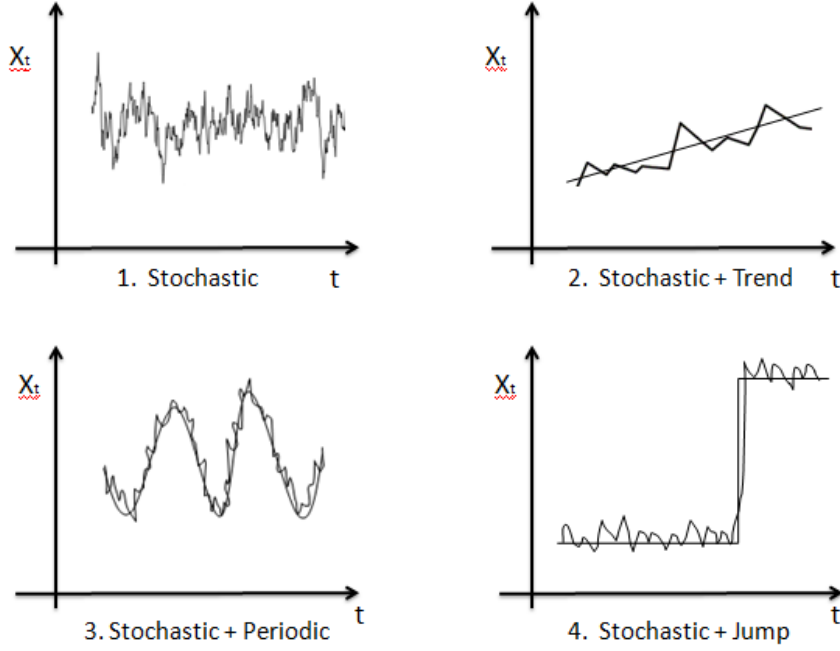 Xt
Xt
1. Stochastic t
2. Stochastic + Trend t
Xt
Xt
3. Stochastic + Periodic t
4. Stochastic + Jump t